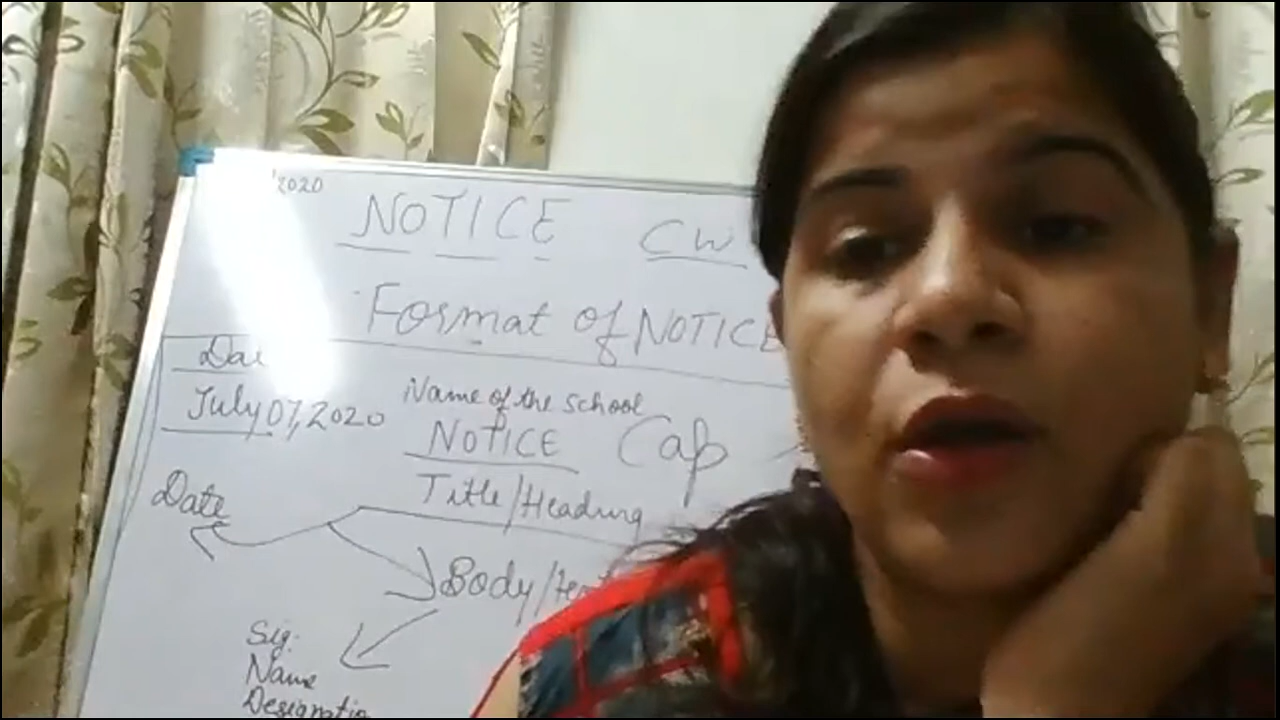 '2020
NOTICE CW
Format of NOTICE
July 07, 2020 Name of the school
NOTICE Cap
Title/Heading
Date
Body/
Sig.
Name